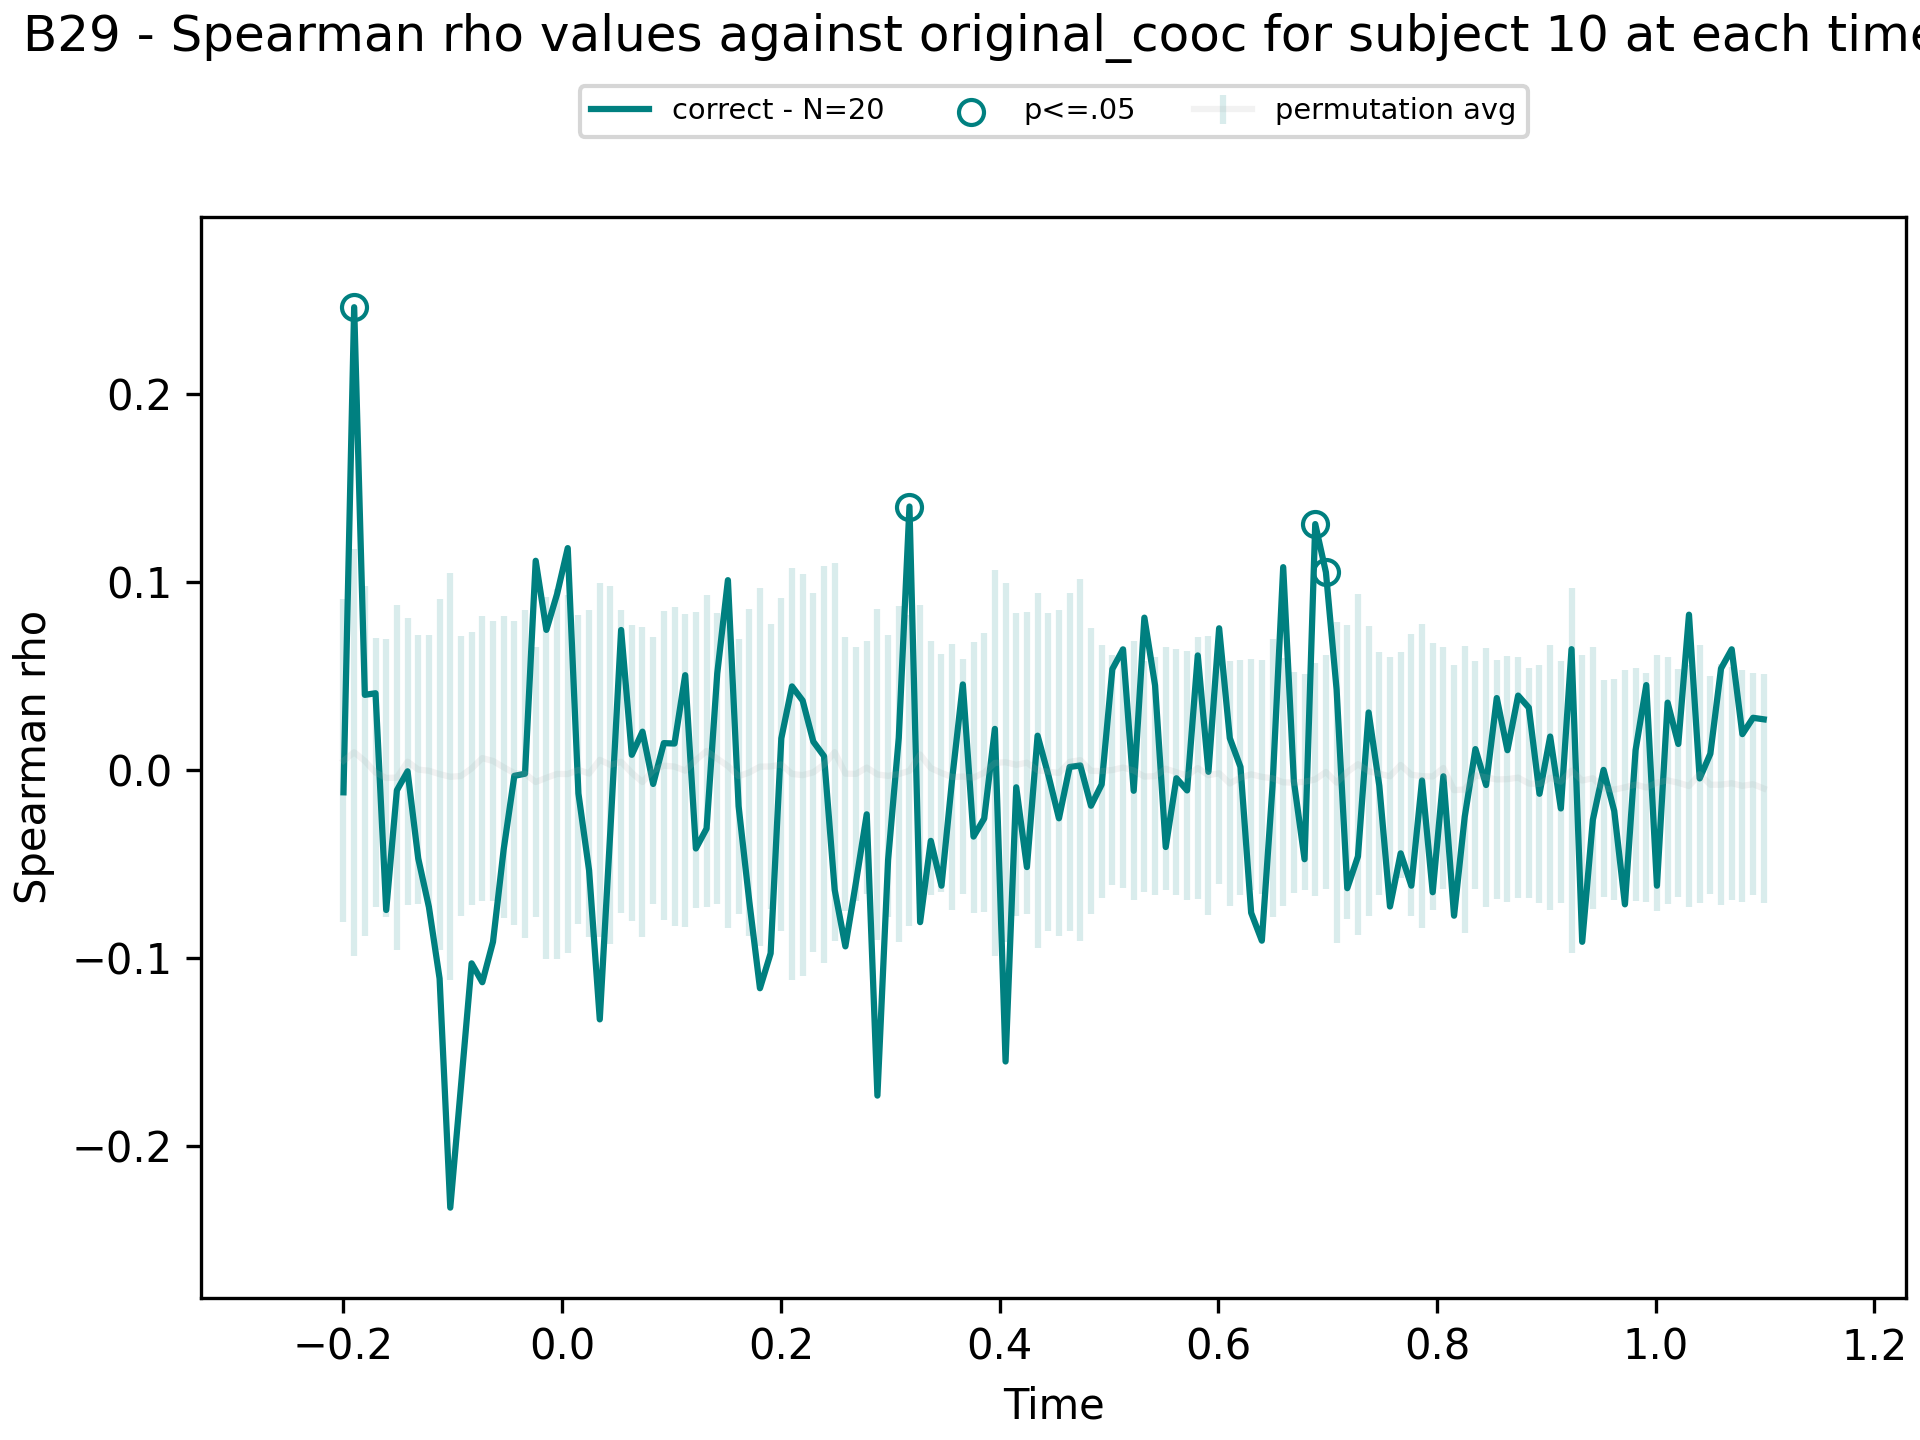 B29 - Spearman rho values against original_cooc for subject 10 at each time
correct - N=20 p<=.05 permutation avg
Spearman rho
0.2
0.1
0.0
−0.1
−0.2
−0.2 0.0 0.2 0.4 0.6 0.8 1.0 1.2
Time